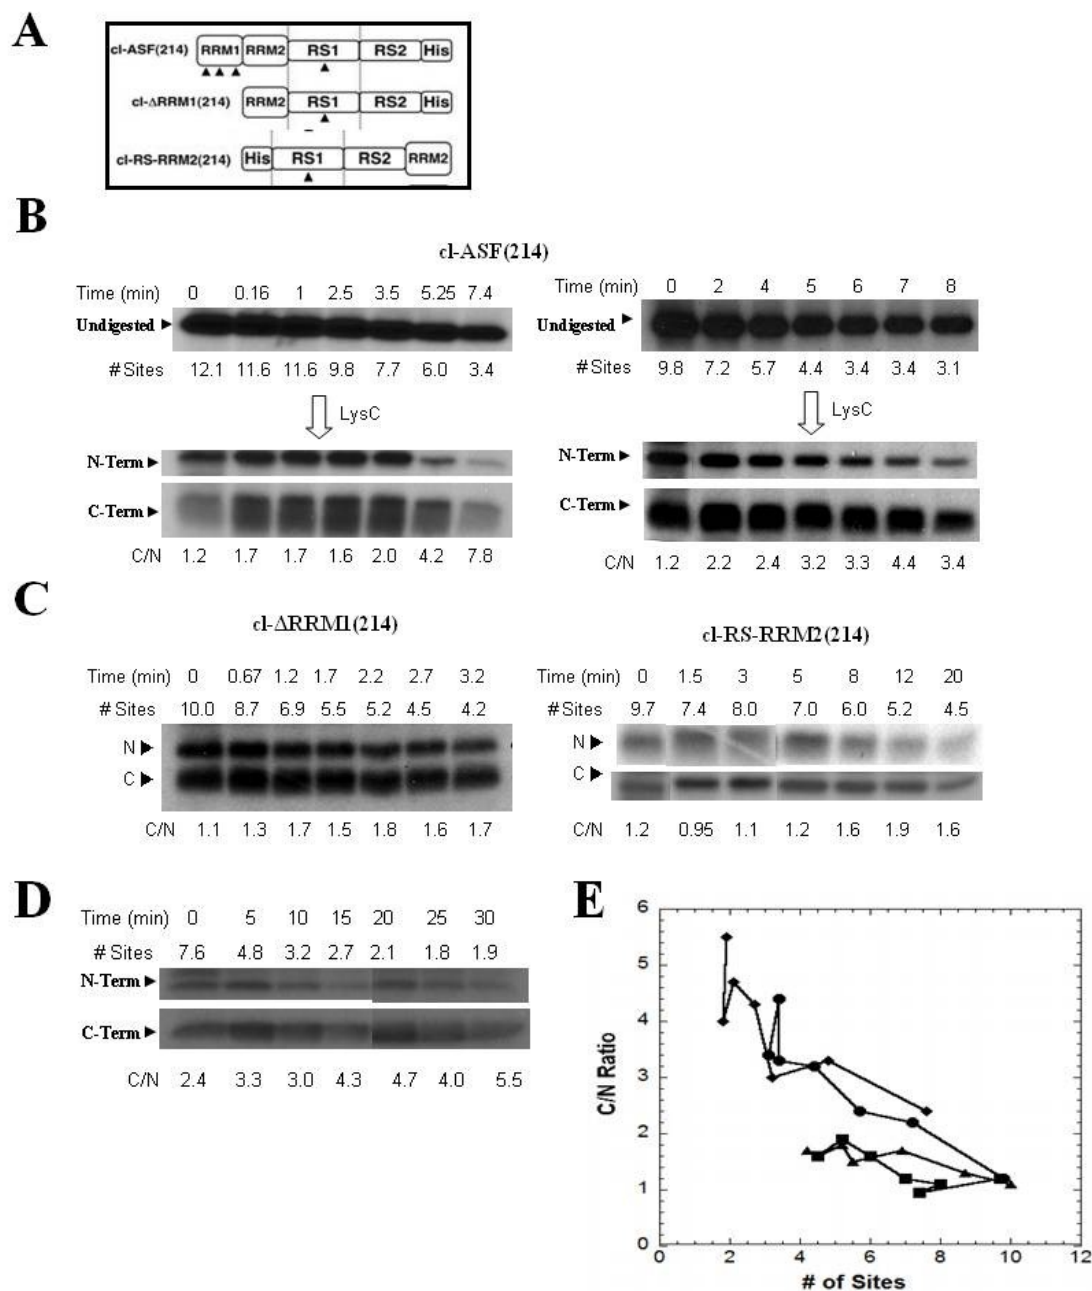 A
cl-ASF(214) RRM1 RRM2 RS1 RS2 His
cl-ΔRRM1(214) RRM2 RS1 RS2 His
cl-RS-RRM2(214) His RS1 RS2 RRM2
B
cl-ASF(214)
Time (min) 0 0.16 1 2.5 3.5 5.25 7.4
Undigested
# Sites 12.1 11.6 11.6 9.8 7.7 6.0 3.4
LysC
N-Term
C-Term
C/N 1.2 1.7 1.7 1.6 2.0 4.2 7.8
Time (min) 0 2 4 5 6 7 8
Undigested
# Sites 9.8 7.2 5.7 4.4 3.4 3.4 3.1
LysC
N-Term
C-Term
C/N 1.2 2.2 2.4 3.2 3.3 4.4 3.4
C
cl-ΔRRM1(214)
Time (min) 0 0.67 1.2 1.7 2.2 2.7 3.2
# Sites 10.0 8.7 6.9 5.5 5.2 4.5 4.2
N
C
C/N 1.1 1.3 1.7 1.5 1.8 1.6 1.7
cl-RS-RRM2(214)
Time (min) 0 1.5 3 5 8 12 20
# Sites 9.7 7.4 8.0 7.0 6.0 5.2 4.5
N
C
C/N 1.2 0.95 1.1 1.2 1.6 1.9 1.6
D
Time (min) 0 5 10 15 20 25 30
# Sites 7.6 4.8 3.2 2.7 2.1 1.8 1.9
N-Term
C-Term
C/N 2.4 3.3 3.0 4.3 4.7 4.0 5.5
E
6
5
4
3
2
1
0
C/N Ratio
0 2 4 6 8 10 12
# of Sites